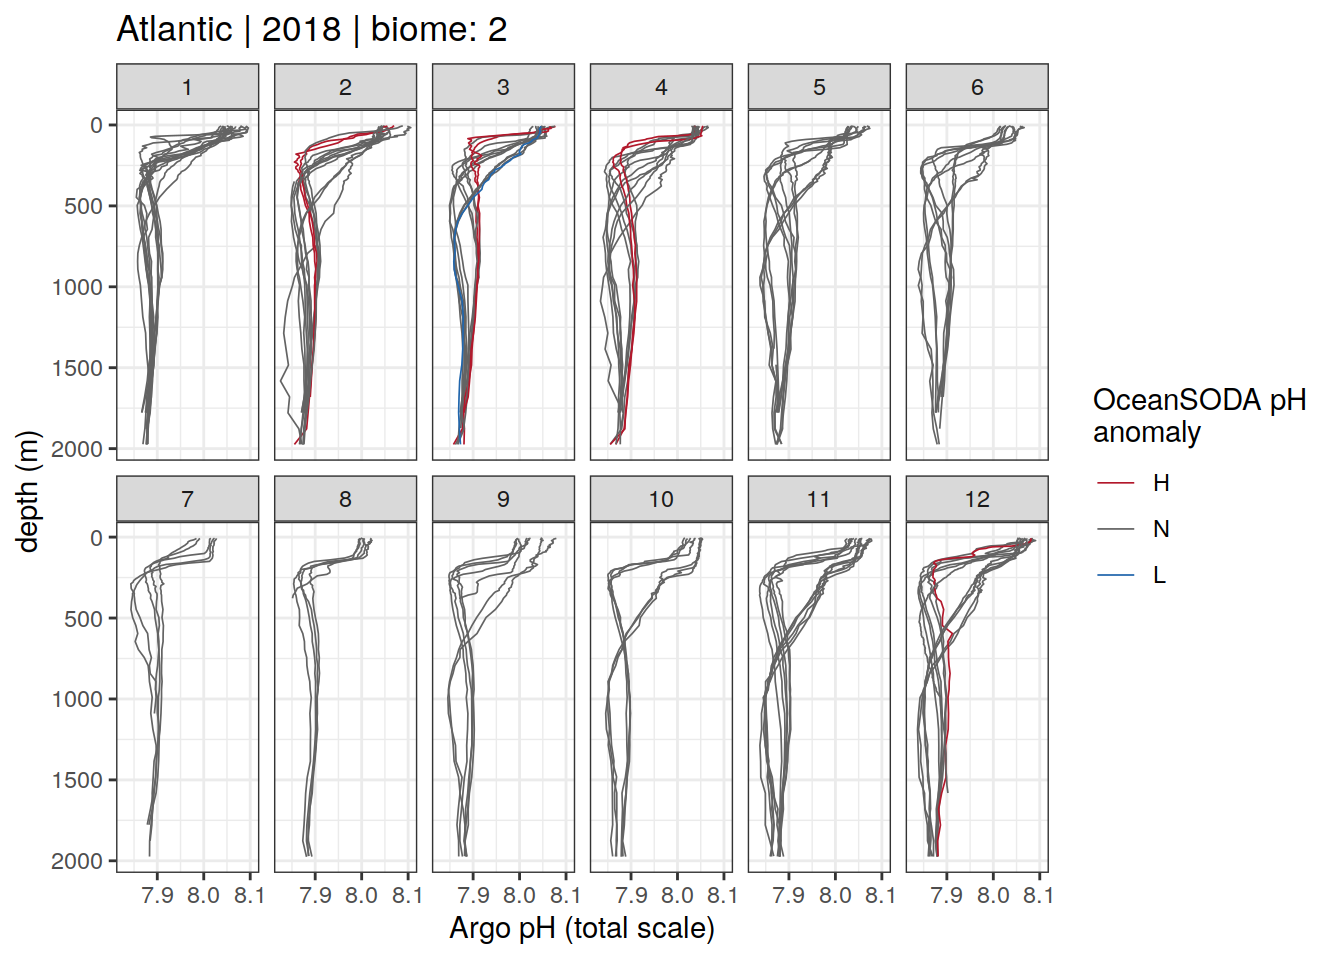 Atlantic | 2018 | biome: 2
1 2 3 4 5 6
0
500
1000
1500
2000
7 8 9 10 11 12
0
500
1000
1500
2000
7.9 8.0 8.1 7.9 8.0 8.1 7.9 8.0 8.1 7.9 8.0 8.1 7.9 8.0 8.1 7.9 8.0 8.1
Argo pH (total scale)
depth (m)
OceanSODA pH
anomaly
H
N
L